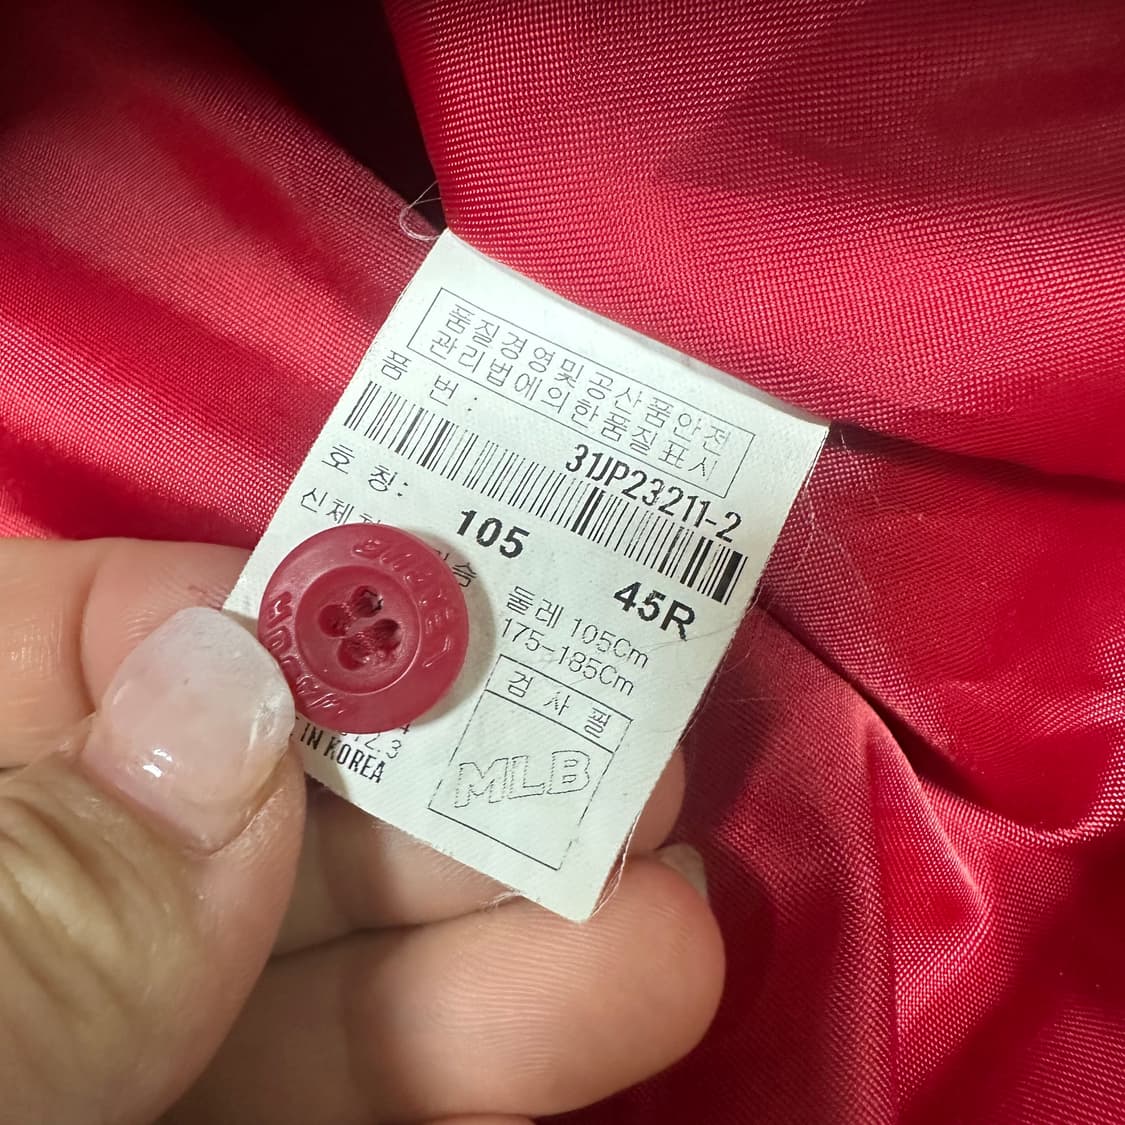 품질경영및공산품안전
관리법에의한품질표시
품 번 :
31JP23211-2
호 칭: 105 45R
신체
둘레 105Cm
175-185Cm
검 사 필
MLB
IN KOREA